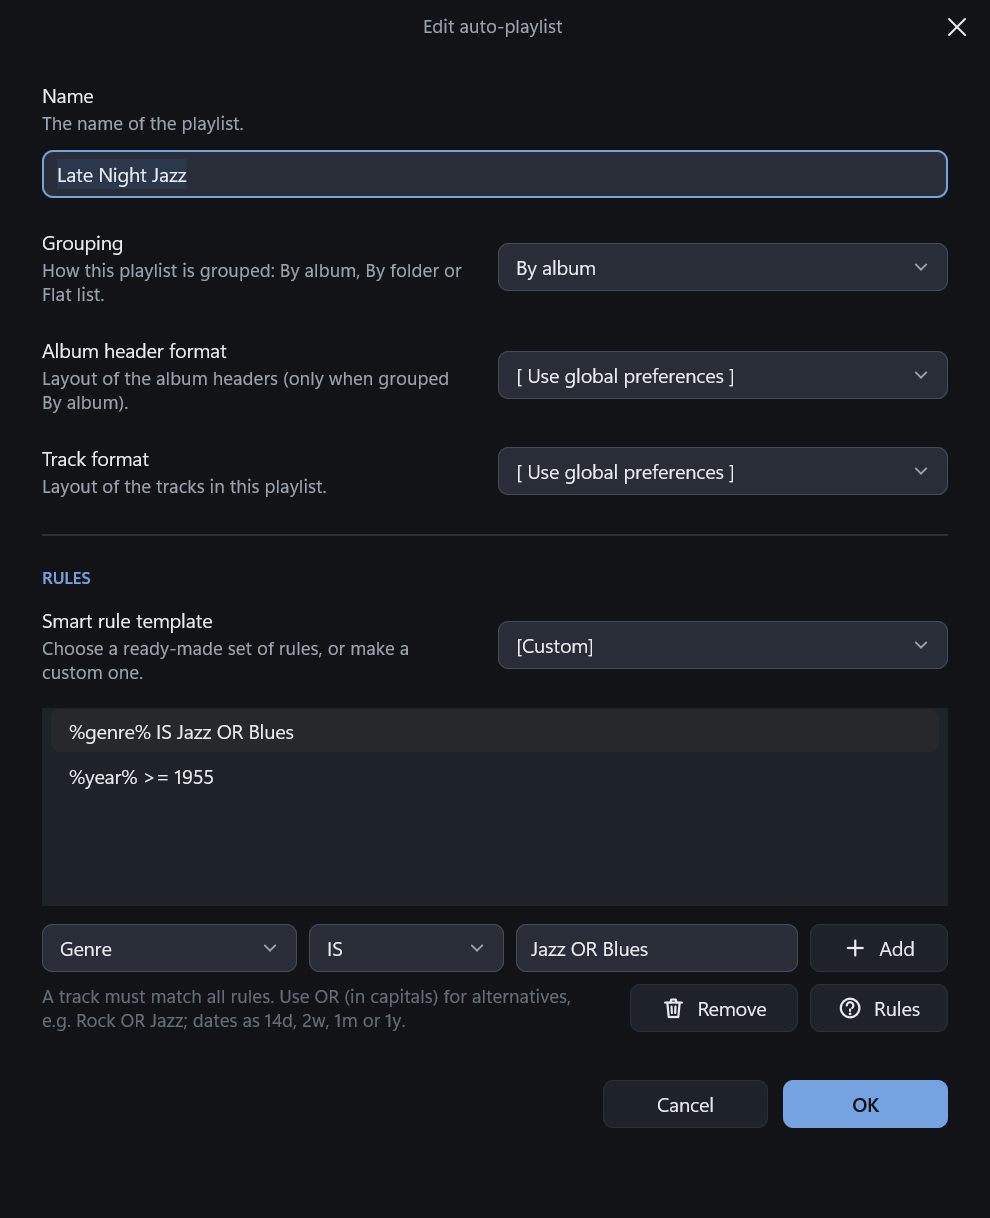 Edit auto-playlist
Name
The name of the playlist.
Late Night Jazz
Grouping
How this playlist is grouped: By album, By folder or
Flat list.
By album
Album header format
Layout of the album headers (only when grouped
By album).
[ Use global preferences ]
Track format
Layout of the tracks in this playlist.
[ Use global preferences ]
RULES
Smart rule template
Choose a ready-made set of rules, or make a
custom one.
[Custom]
%genre% IS Jazz OR Blues
%year% >= 1955
Genre
IS
Jazz OR Blues
Add
A track must match all rules. Use OR (in capitals) for alternatives,
e.g. Rock OR Jazz; dates as 14d, 2w, 1m or 1y.
Remove
Rules
Cancel
OK